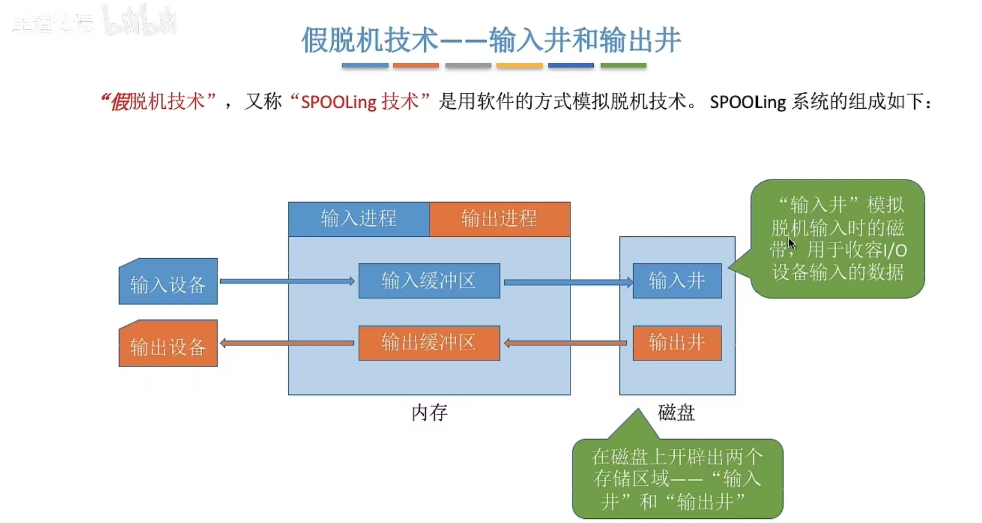 假脱机技术——输入井和输出井
“假脱机技术”，又称“SPOOLing 技术”是用软件的方式模拟脱机技术。 SPOOLing 系统的组成如下：
输入进程
输出进程
“输入井”模拟
脱机输入时的磁
带，用于收容I/O
设备输入的数据
输入设备
输入缓冲区
输入井
输出设备
输出缓冲区
输出井
内存
磁盘
在磁盘上开辟出两个
存储区域——“输入
井”和“输出井”